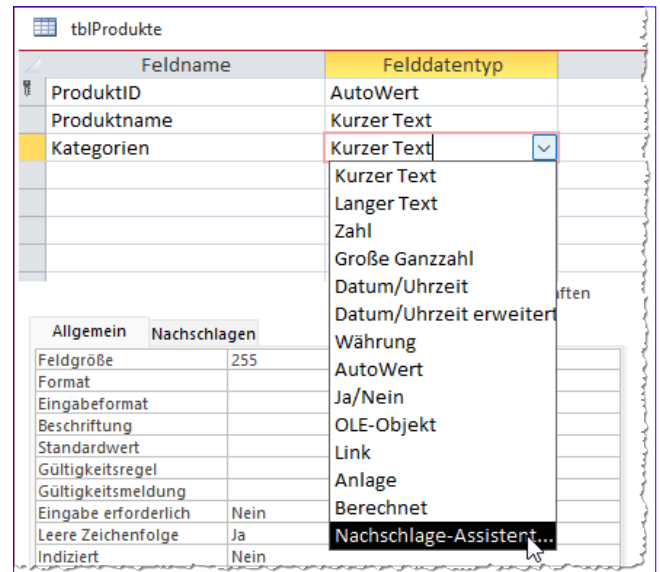 tblProdukte
Feldname Felddatentyp
ProduktID AutoWert
Produktname Kurzer Text
Kategorien Kurzer Text
Kurzer Text
Langer Text
Zahl
Große Ganzzahl
Datum/Uhrzeit
ften
Datum/Uhrzeit erweitert
Währung
AutoWert
Ja/Nein
OLE-Objekt
Link
Anlage
Berechnet
Nachschlage-Assistent...
Allgemein Nachschlagen
Feldgröße 255
Format
Eingabeformat
Beschriftung
Standardwert
Gültigkeitsregel
Gültigkeitsmeldung
Eingabe erforderlich Nein
Leere Zeichenfolge Ja
Indiziert Nein